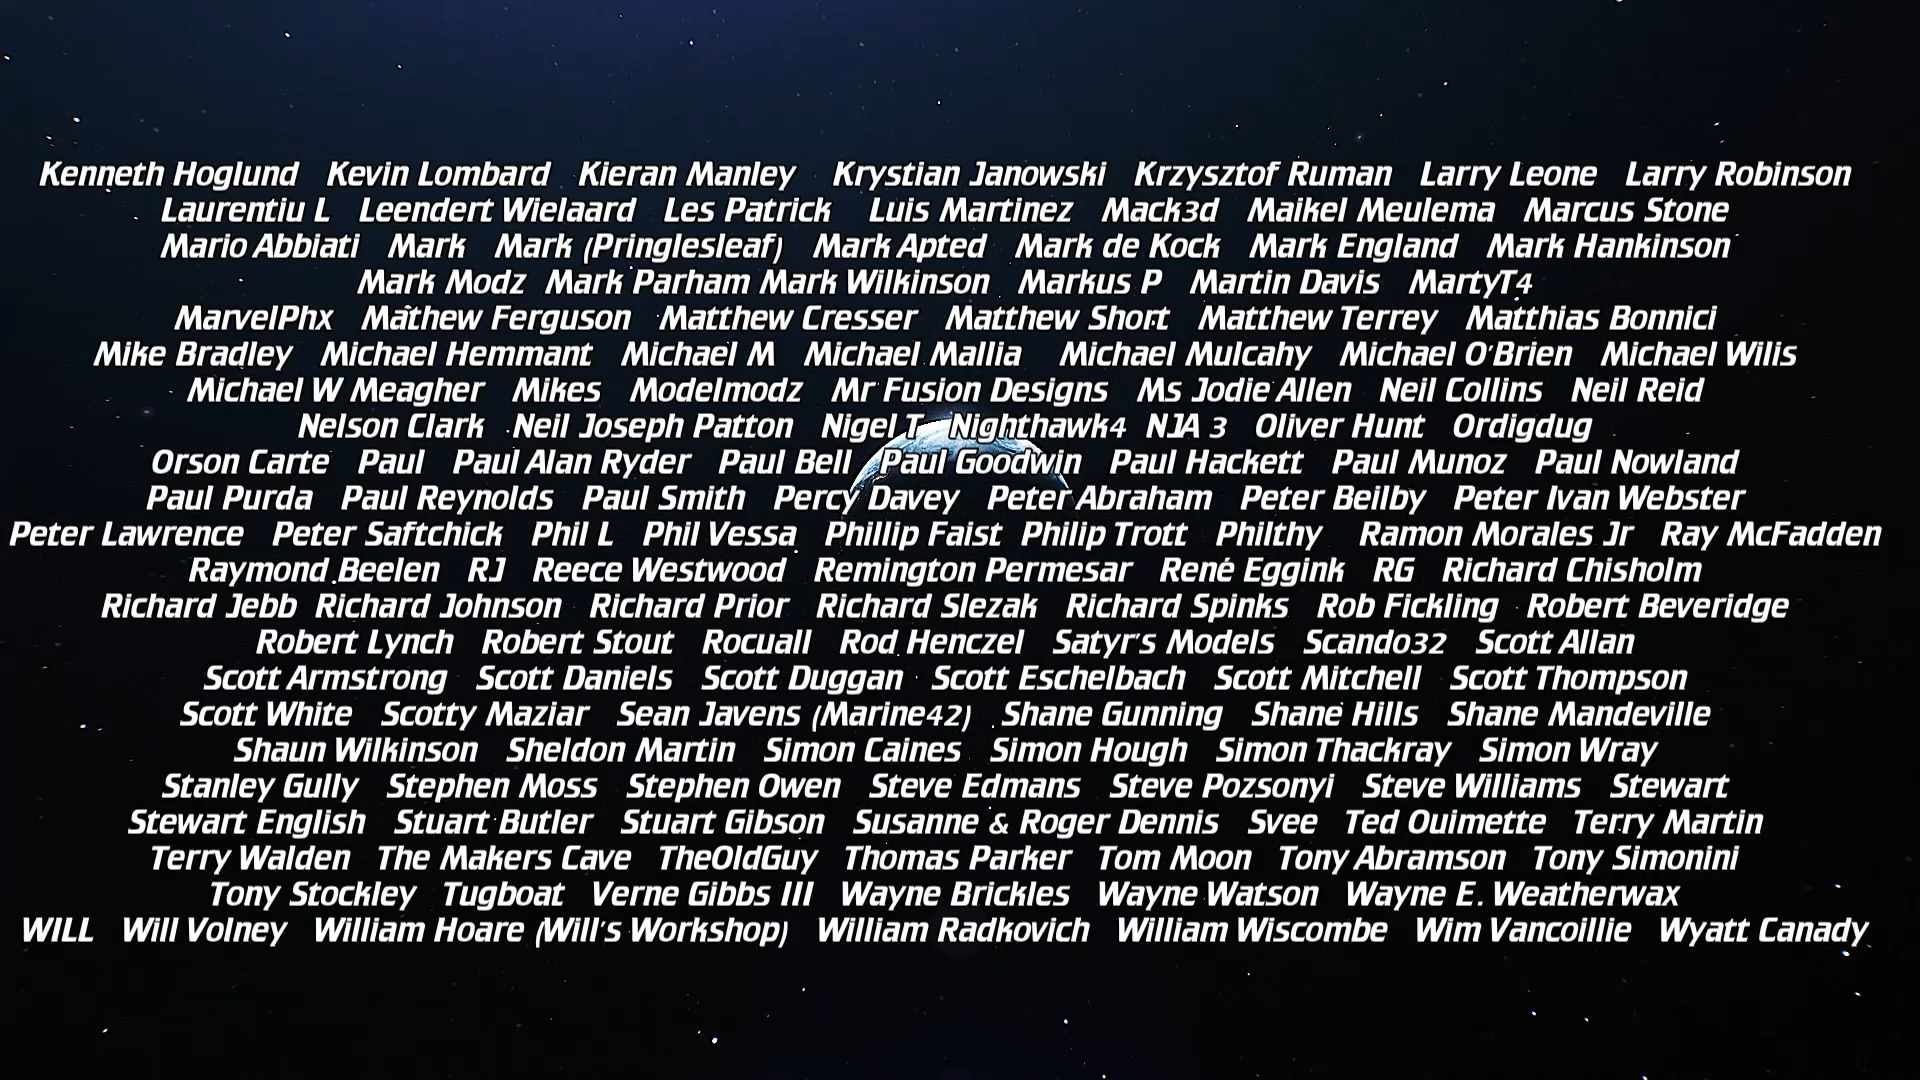 Kenneth Hoglund Kevin Lombard Kieran Manley Krystian Janowski Krzysztof Ruman Larry Leone Larry Robinson
Laurentiu L Leendert Wielaard Les Patrick Luis Martinez Mack3d Maikel Meulema Marcus Stone
Mario Abbiati Mark Mark (Pringlesleaf) Mark Apted Mark de Kock Mark England Mark Hankinson
Mark Modz Mark Parham Mark Wilkinson Markus P Martin Davis MartyT4
MarvelPhx Mathew Ferguson Matthew Cresser Matthew Short Matthew Terrey Matthias Bonnici
Mike Bradley Michael Hemmant Michael M Michael Mallia Michael Mulcahy Michael O'Brien Michael Wilis
Michael W Meagher Mikes Modelmodz Mr Fusion Designs Ms Jodie Allen Neil Collins Neil Reid
Nelson Clark Neil Joseph Patton Nigel T Nighthawk4 NJA 3 Oliver Hunt Ordigdug
Orson Carte Paul Paul Alan Ryder Paul Bell Paul Goodwin Paul Hackett Paul Munoz Paul Nowland
Paul Purda Paul Reynolds Paul Smith Percy Davey Peter Abraham Peter Beilby Peter Ivan Webster
Peter Lawrence Peter Saftchick Phil L Phil Vessa Phillip Faist Philip Trott Philthy Ramon Morales Jr Ray McFadden
Raymond Beelen RJ Reece Westwood Remington Permesar René Eggink RG Richard Chisholm
Richard Jebb Richard Johnson Richard Prior Richard Slezak Richard Spinks Rob Fickling Robert Beveridge
Robert Lynch Robert Stout Rocuall Rod Henczel Satyr's Models Scando32 Scott Allan
Scott Armstrong Scott Daniels Scott Duggan Scott Eschelbach Scott Mitchell Scott Thompson
Scott White Scotty Maziar Sean Javens (Marine42) Shane Gunning Shane Hills Shane Mandeville
Shaun Wilkinson Sheldon Martin Simon Caines Simon Hough Simon Thackray Simon Wray
Stanley Gully Stephen Moss Stephen Owen Steve Edmans Steve Pozsonyi Steve Williams Stewart
Stewart English Stuart Butler Stuart Gibson Susanne & Roger Dennis Svee Ted Ouimette Terry Martin
Terry Walden The Makers Cave TheOldGuy Thomas Parker Tom Moon Tony Abramson Tony Simonini
Tony Stockley Tugboat Verne Gibbs III Wayne Brickles Wayne Watson Wayne E. Weatherwax
WILL Will Volney William Hoare (Will's Workshop) William Radkovich William Wiscombe Wim Vancoillie Wyatt Canady